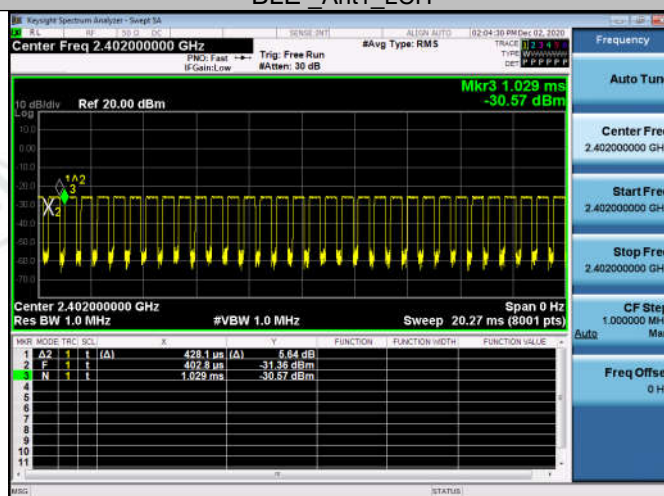 Keysight Spectrum Analyzer - Swept SA
RL RF 50 Ω DC SENSE:INT ALIGN AUTO 02:04:30 PM Dec 02, 2020
Center Freq 2.402000000 GHz
PNO: Fast
IFGain:Low
Trig: Free Run
#Atten: 30 dB
#Avg Type: RMS
TRACE 1 2 3 4 5 6
TYPE
DET P P P P P P
Mkr3 1.029 ms
-30.57 dBm
10 dB/div Ref 20.00 dBm
Log
10.0
0.00
-10.0
-20.0
-30.0
-40.0
-50.0
-60.0
-70.0
1Δ2
3
2
Center 2.402000000 GHz Span 0 Hz
Res BW 1.0 MHz #VBW 1.0 MHz Sweep 20.27 ms (8001 pts)
MKR MODE TRC SCL X Y FUNCTION FUNCTION WIDTH FUNCTION VALUE
1 Δ2 1 t (Δ) 428.1 µs (Δ) 5.64 dB
2 F 1 t 402.8 µs -31.36 dBm
3 N 1 t 1.029 ms -30.57 dBm
4
5
6
7
8
9
10
11
MSG STATUS
Frequency
Auto Tun
Center Fre
2.402000000 GH
Start Fre
2.402000000 GH
Stop Fre
2.402000000 GH
CF Ste
1.000000 MH
Auto Ma
Freq Offse
0 H